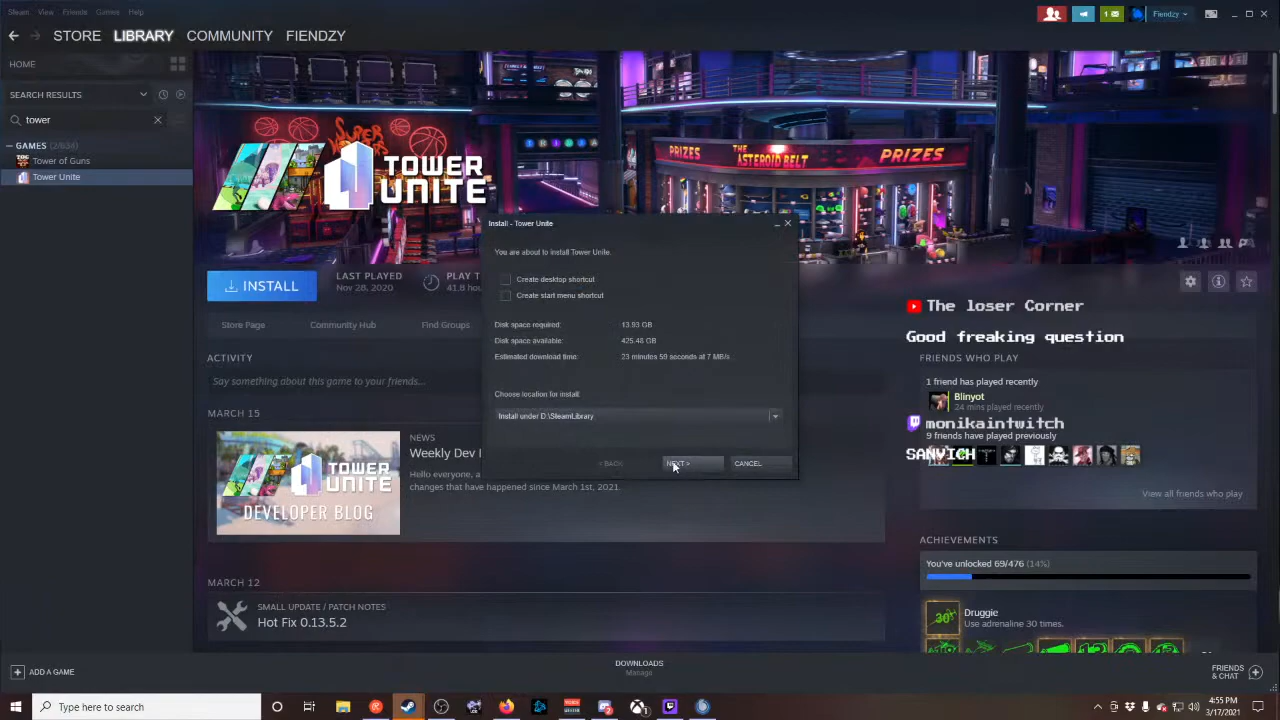 Steam View Friends Games Help
1
Fiendzy
STORE LIBRARY COMMUNITY FIENDZY
HOME
SEARCH RESULTS
tower
GAMES (2/834)
Tower of Guns
Tower Unite
SUPER
TOWER
UNITE
PRIZES THE ASTEROID BELT PRIZES
Install - Tower Unite
You are about to install Tower Unite.
Create desktop shortcut
Create start menu shortcut
Disk space required: 13.93 GB
Disk space available: 425.48 GB
Estimated download time: 23 minutes 59 seconds at 7 MB/s
Choose location for install:
Install under D:\SteamLibrary
< BACK NEXT > CANCEL
INSTALL
LAST PLAYED
Nov 28, 2020
PLAY T
41.8 hou
Store Page Community Hub Find Groups
ACTIVITY
Say something about this game to your friends...
MARCH 15
TOWER
UNITE
DEVELOPER BLOG
NEWS
Weekly Dev
Hello everyone, a
changes that have happened since March 1st, 2021.
MARCH 12
SMALL UPDATE / PATCH NOTES
Hot Fix 0.13.5.2
The loser Corner
Good freaking question
FRIENDS WHO PLAY
1 friend has played recently
Blinyot
24 mins played recently
monikaintwitch
9 friends have played previously
SANVICH
View all friends who play
ACHIEVEMENTS
You've unlocked 69/476 (14%)
30
Druggie
Use adrenaline 30 times.
ADD A GAME
DOWNLOADS
Manage
FRIENDS
& CHAT
Type here to search
4:55 PM
3/17/2021